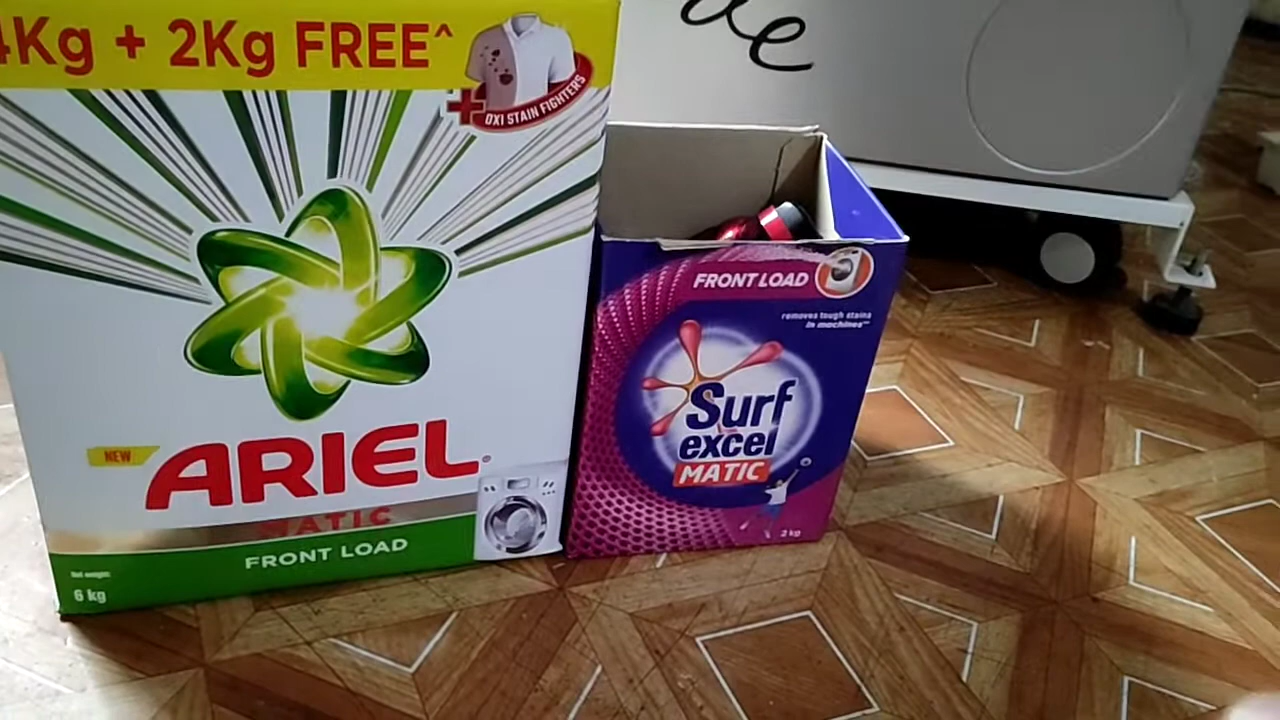 4Kg + 2Kg FREE^
+ OXI STAIN FIGHTERS
NEW
ARIEL
MATIC
FRONT LOAD
Net weight:
6 kg
de
FRONT LOAD
removes tough stains
in machines**
Surf
excel
MATIC
2 kg